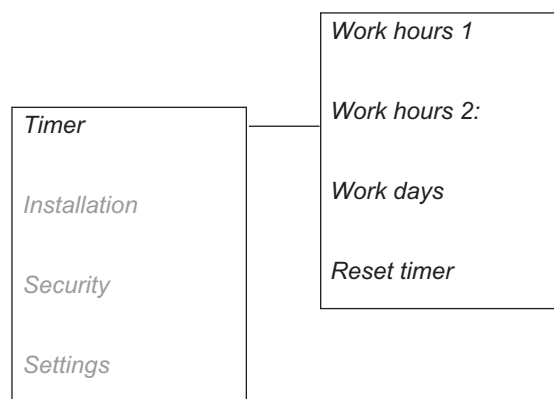 Timer
Installation
Security
Settings
Work hours 1
Work hours 2:
Work days
Reset timer